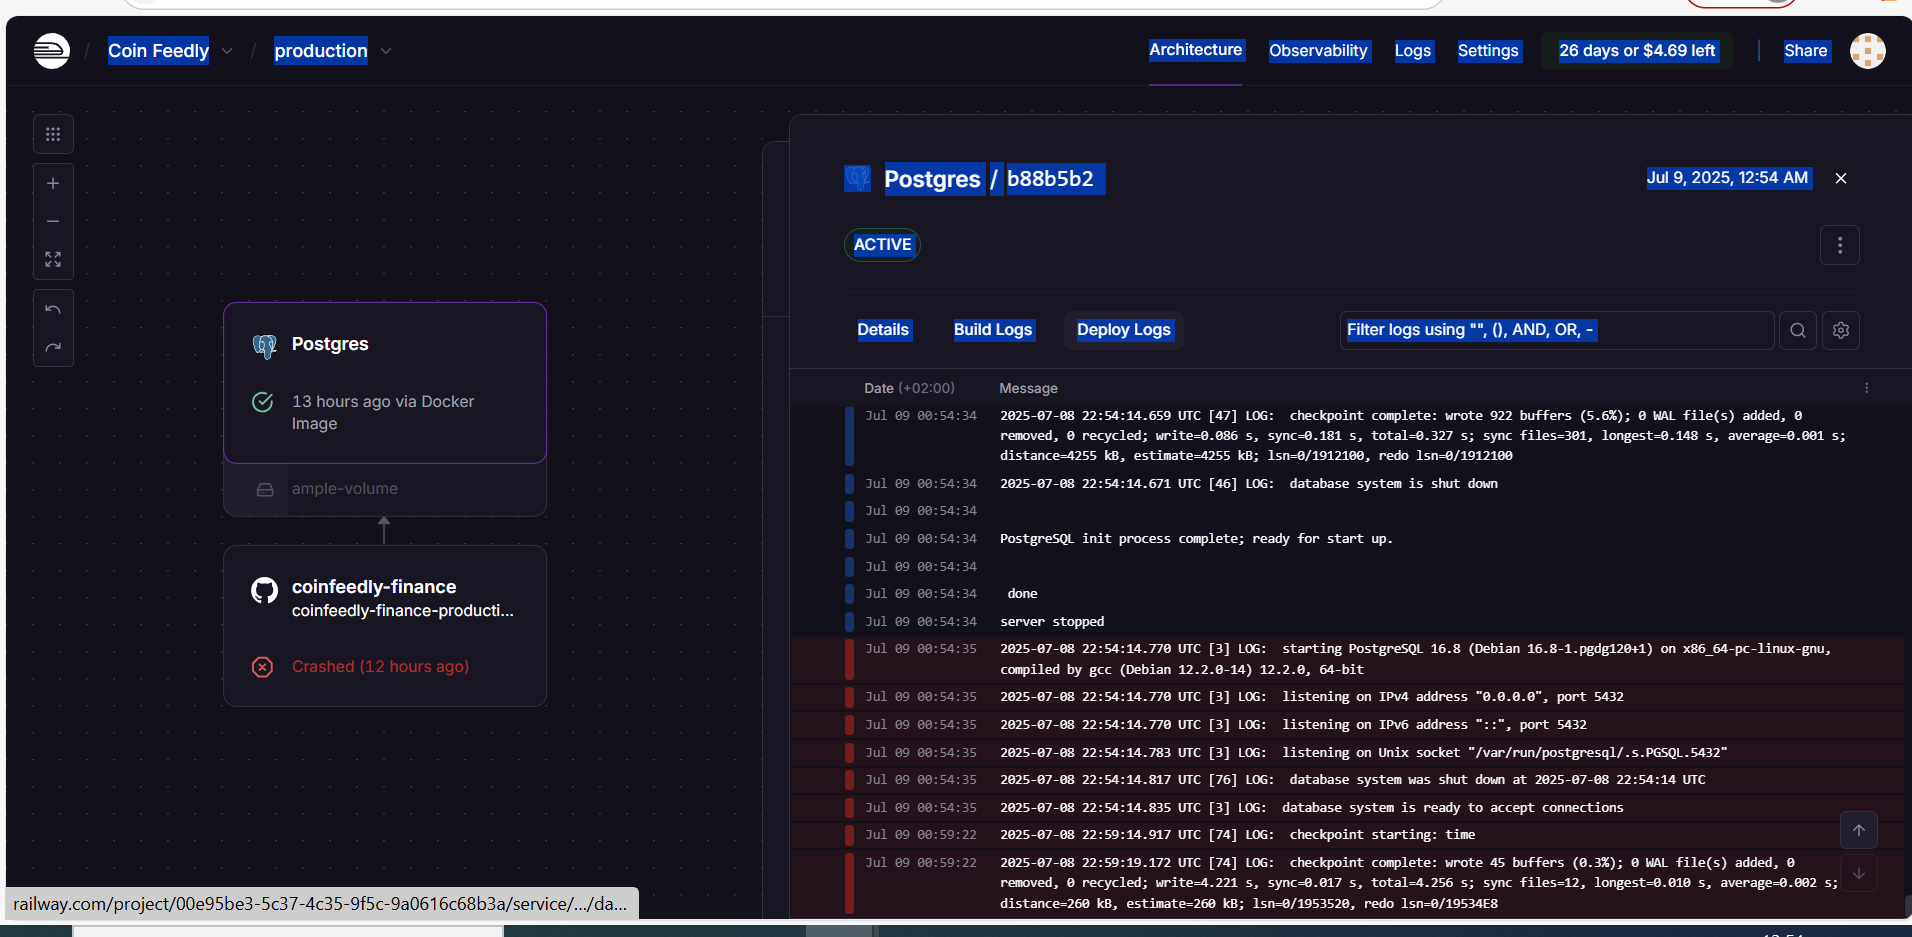 / Coin Feedly / production
Architecture Observability Logs Settings 26 days or $4.69 left Share
Postgres / b88b5b2
Jul 9, 2025, 12:54 AM
ACTIVE
Details Build Logs Deploy Logs
Filter logs using "", (), AND, OR, -
Date (+02:00) Message
Jul 09 00:54:34 2025-07-08 22:54:14.659 UTC [47] LOG: checkpoint complete: wrote 922 buffers (5.6%); 0 WAL file(s) added, 0
removed, 0 recycled; write=0.086 s, sync=0.181 s, total=0.327 s; sync files=301, longest=0.148 s, average=0.001 s;
distance=4255 kB, estimate=4255 kB; lsn=0/1912100, redo lsn=0/1912100
Jul 09 00:54:34 2025-07-08 22:54:14.671 UTC [46] LOG: database system is shut down
Jul 09 00:54:34
Jul 09 00:54:34 PostgreSQL init process complete; ready for start up.
Jul 09 00:54:34
Jul 09 00:54:34 done
Jul 09 00:54:34 server stopped
Jul 09 00:54:35 2025-07-08 22:54:14.770 UTC [3] LOG: starting PostgreSQL 16.8 (Debian 16.8-1.pgdg120+1) on x86_64-pc-linux-gnu,
compiled by gcc (Debian 12.2.0-14) 12.2.0, 64-bit
Jul 09 00:54:35 2025-07-08 22:54:14.770 UTC [3] LOG: listening on IPv4 address "0.0.0.0", port 5432
Jul 09 00:54:35 2025-07-08 22:54:14.770 UTC [3] LOG: listening on IPv6 address "::", port 5432
Jul 09 00:54:35 2025-07-08 22:54:14.783 UTC [3] LOG: listening on Unix socket "/var/run/postgresql/.s.PGSQL.5432"
Jul 09 00:54:35 2025-07-08 22:54:14.817 UTC [76] LOG: database system was shut down at 2025-07-08 22:54:14 UTC
Jul 09 00:54:35 2025-07-08 22:54:14.835 UTC [3] LOG: database system is ready to accept connections
Jul 09 00:59:22 2025-07-08 22:59:14.917 UTC [74] LOG: checkpoint starting: time
Jul 09 00:59:22 2025-07-08 22:59:19.172 UTC [74] LOG: checkpoint complete: wrote 45 buffers (0.3%); 0 WAL file(s) added, 0
removed, 0 recycled; write=4.221 s, sync=0.017 s, total=4.256 s; sync files=12, longest=0.010 s, average=0.002 s;
distance=260 kB, estimate=260 kB; lsn=0/1953520, redo lsn=0/19534E8
Postgres
13 hours ago via Docker
Image
ample-volume
coinfeedly-finance
coinfeedly-finance-producti...
Crashed (12 hours ago)
railway.com/project/00e95be3-5c37-4c35-9f5c-9a0616c68b3a/service/.../da...